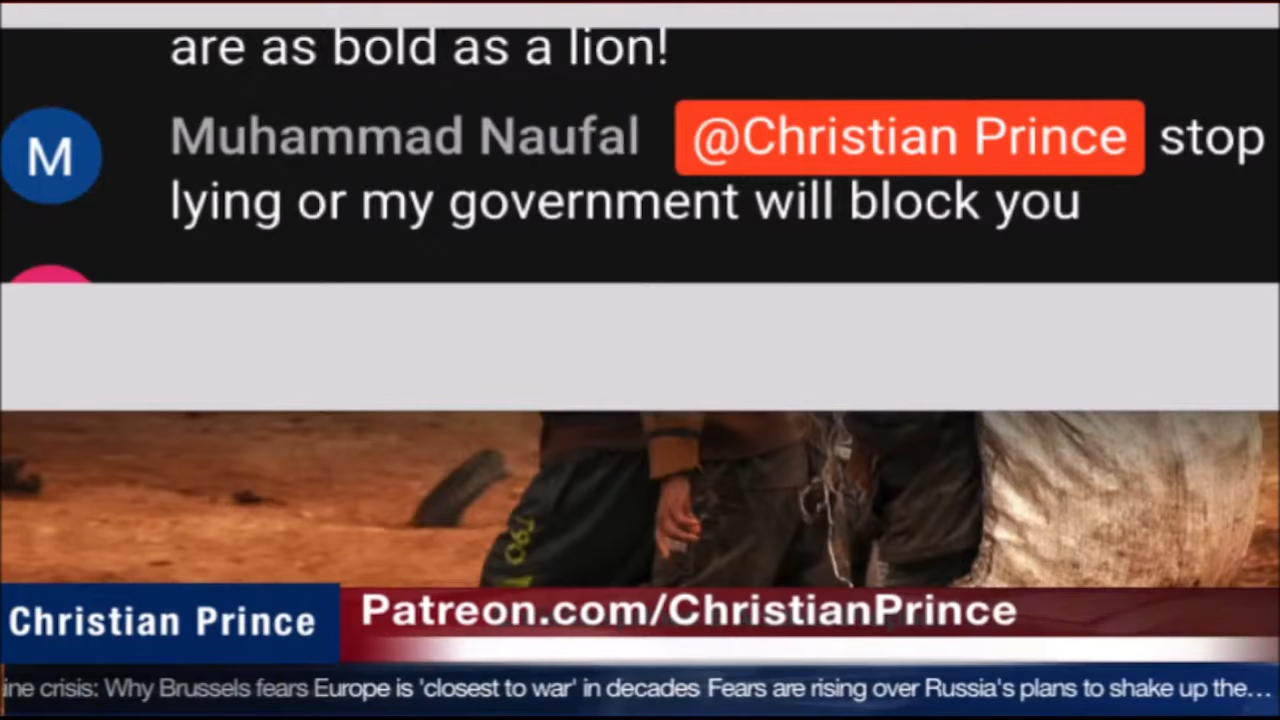 are as bold as a lion!
M
Muhammad Naufal @Christian Prince stop
lying or my government will block you
790
Christian Prince
Patreon.com/ChristianPrince
ine crisis: Why Brussels fears Europe is 'closest to war' in decades Fears are rising over Russia's plans to shake up the…